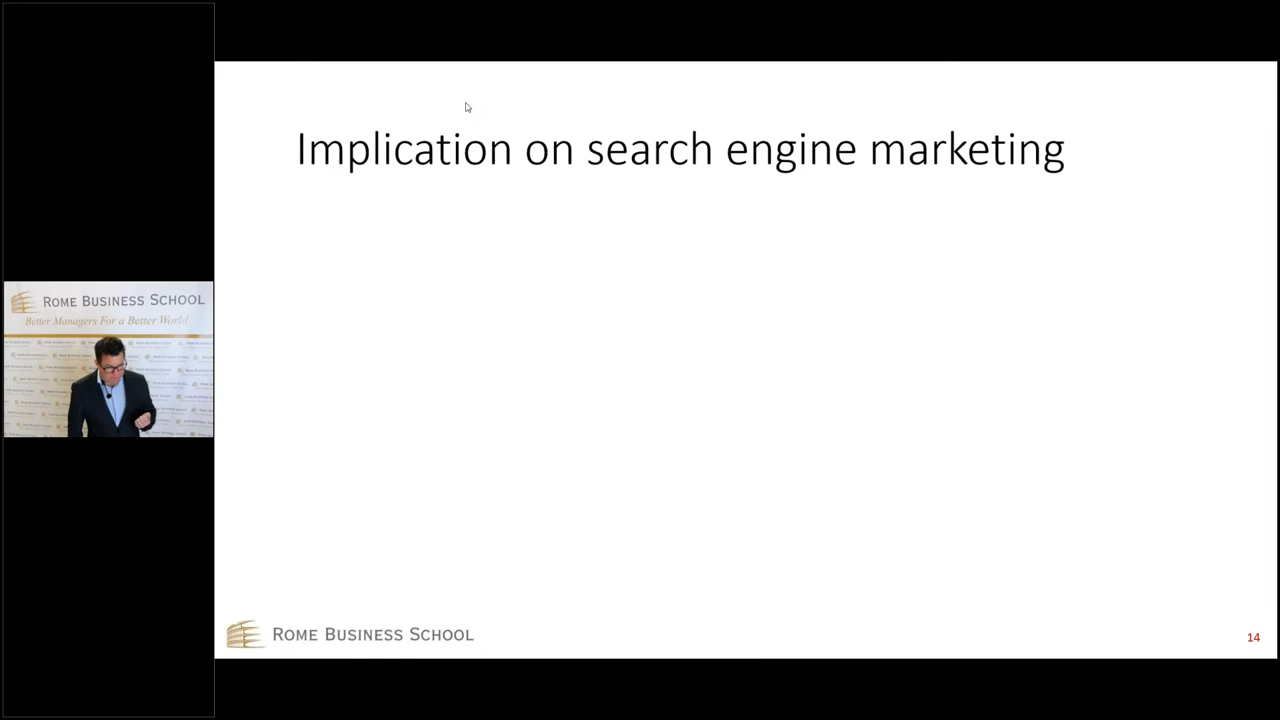 Implication on search engine marketing
ROME BUSINESS SCHOOL
Better Managers For a Better World
ROME BUSINESS SCHOOL
14